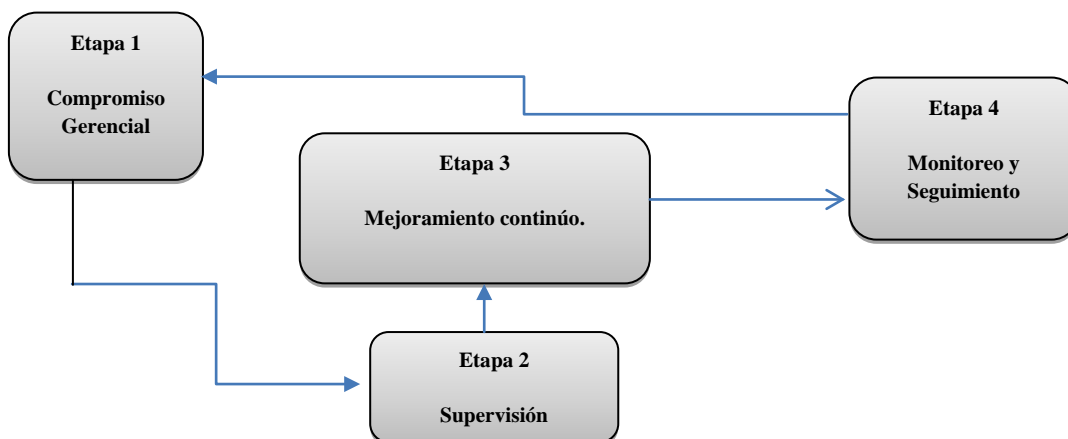 Etapa 1
Compromiso
Gerencial
Etapa 2
Supervisión
Etapa 3
Mejoramiento continúo.
Etapa 4
Monitoreo y
Seguimiento